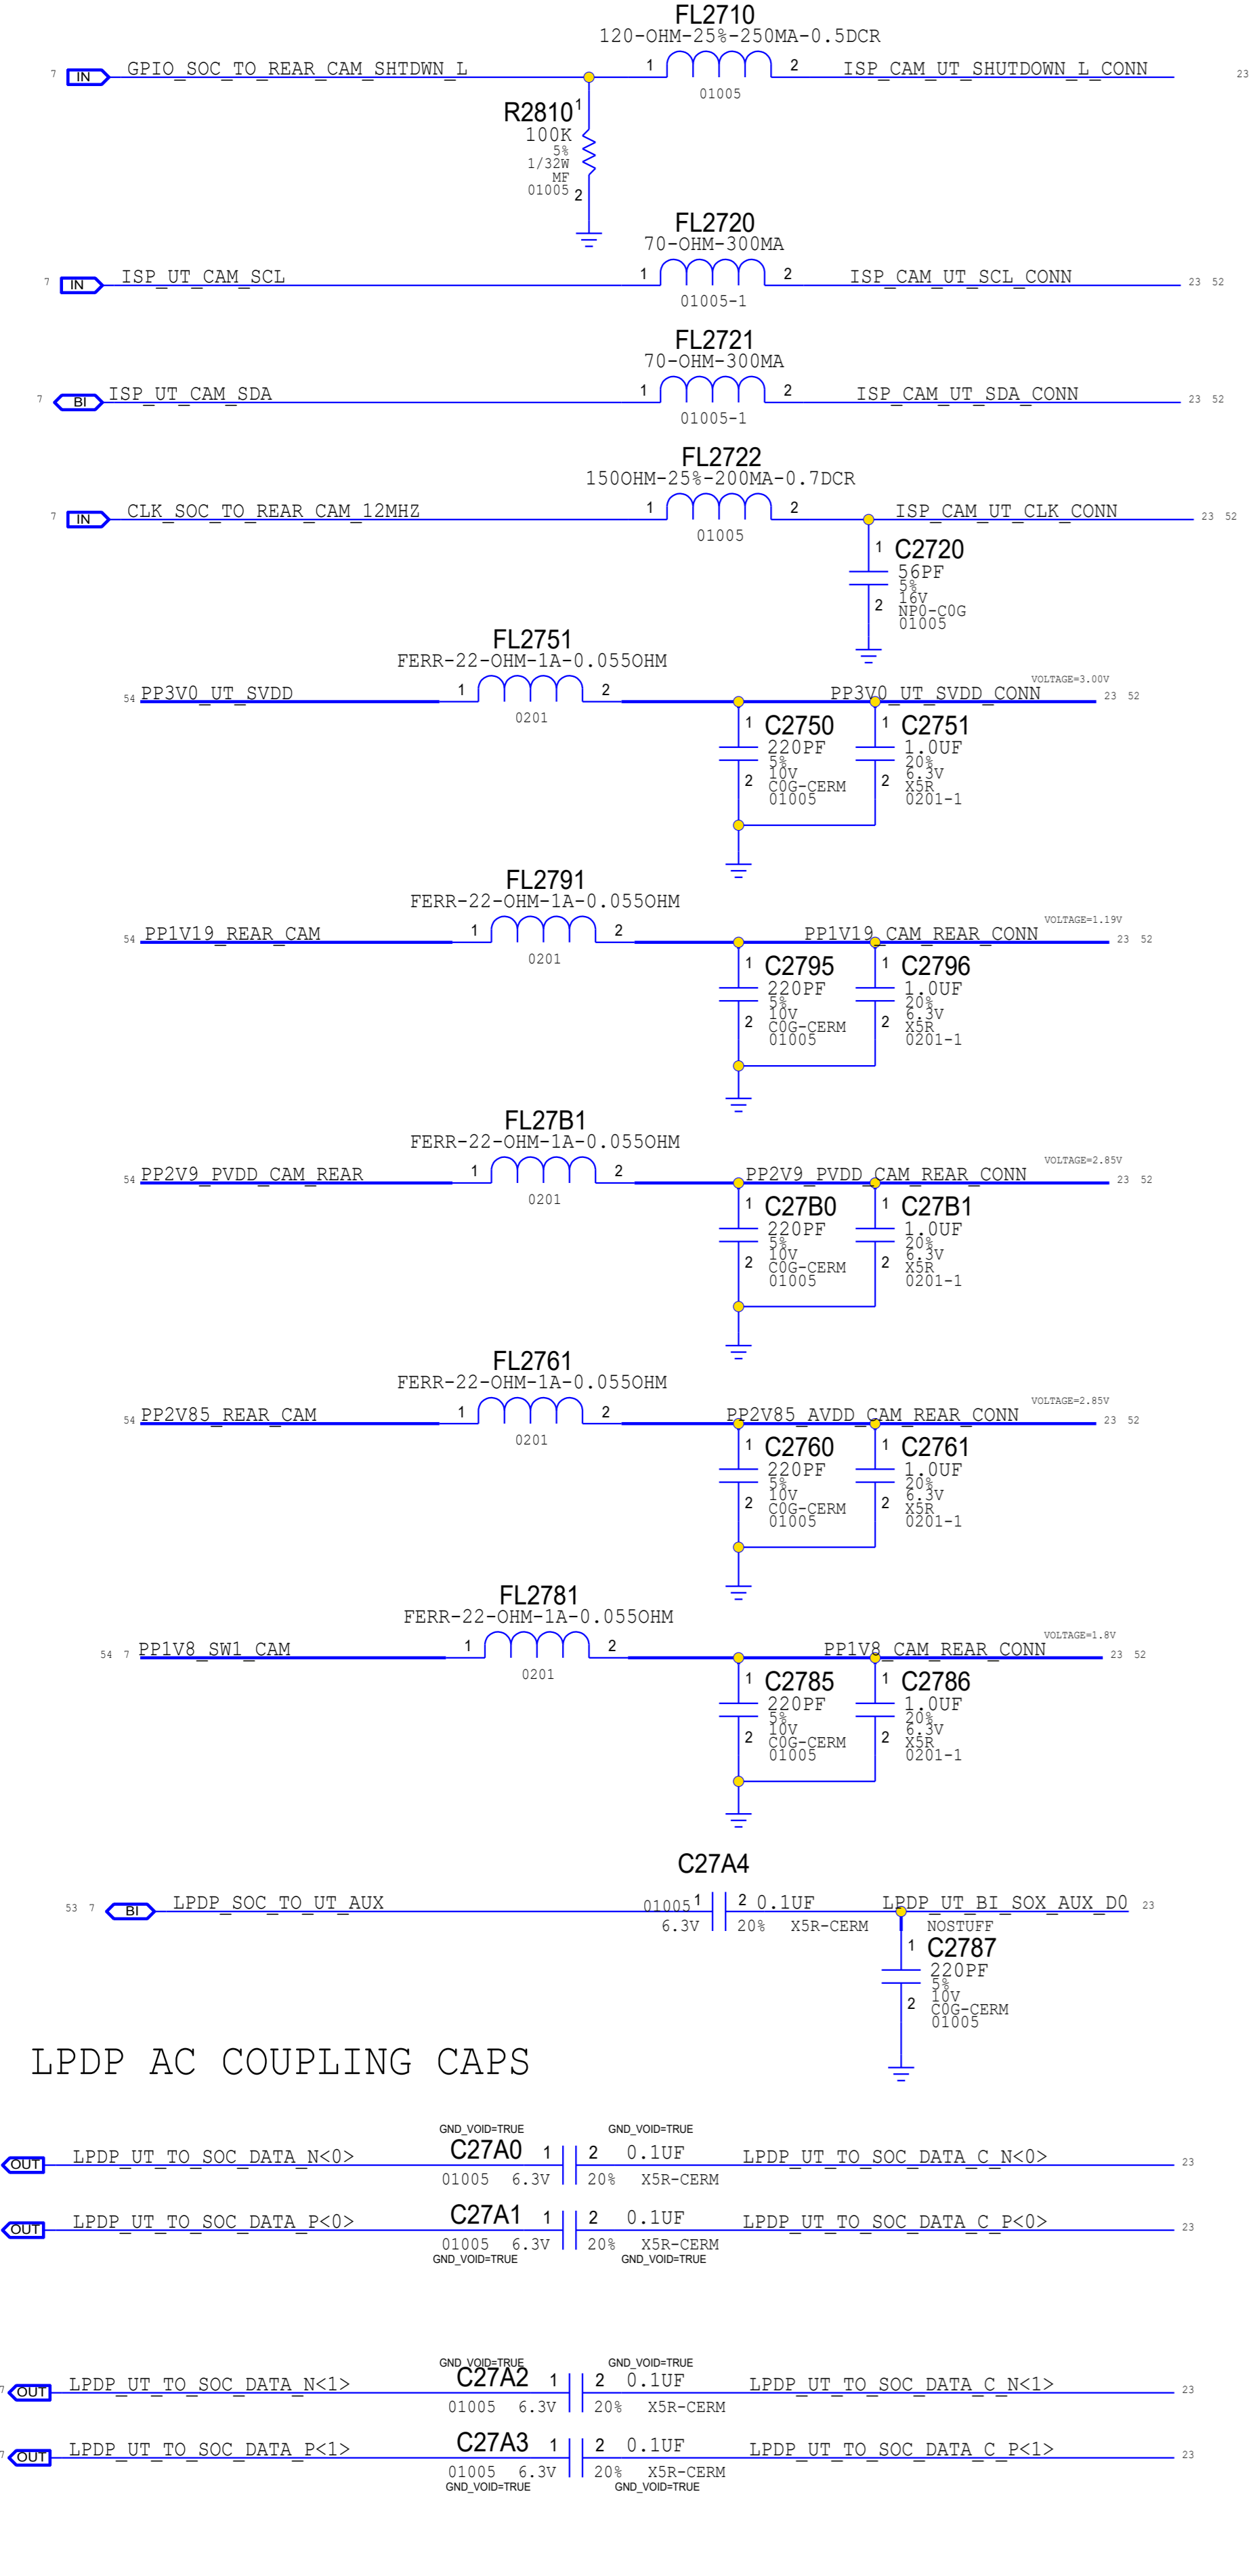 FL2710
120-OHM-25%-250MA-0.5DCR
7 IN GPIO_SOC_TO_REAR_CAM_SHTDWN_L 1 2 ISP_CAM_UT_SHUTDOWN_L_CONN 23
01005
R2810 1
100K
5%
1/32W
MF
01005 2
FL2720
70-OHM-300MA
7 IN ISP_UT_CAM_SCL 1 2 ISP_CAM_UT_SCL_CONN 23 52
01005-1
FL2721
70-OHM-300MA
7 BI ISP_UT_CAM_SDA 1 2 ISP_CAM_UT_SDA_CONN 23 52
01005-1
FL2722
150OHM-25%-200MA-0.7DCR
7 IN CLK_SOC_TO_REAR_CAM_12MHZ 1 2 ISP_CAM_UT_CLK_CONN 23 52
01005
1 C2720
56PF
5%
16V
2 NP0-C0G
01005
FL2751
FERR-22-OHM-1A-0.055OHM
VOLTAGE=3.00V
54 PP3V0_UT_SVDD 1 2 PP3V0_UT_SVDD_CONN 23 52
0201
1 C2750 1 C2751
220PF 1.0UF
5% 20%
10V 6.3V
2 C0G-CERM 2 X5R
01005 0201-1
FL2791
FERR-22-OHM-1A-0.055OHM
VOLTAGE=1.19V
54 PP1V19_REAR_CAM 1 2 PP1V19_CAM_REAR_CONN 23 52
0201
1 C2795 1 C2796
220PF 1.0UF
5% 20%
10V 6.3V
2 C0G-CERM 2 X5R
01005 0201-1
FL27B1
FERR-22-OHM-1A-0.055OHM
VOLTAGE=2.85V
54 PP2V9_PVDD_CAM_REAR 1 2 PP2V9_PVDD_CAM_REAR_CONN 23 52
0201
1 C27B0 1 C27B1
220PF 1.0UF
5% 20%
10V 6.3V
2 C0G-CERM 2 X5R
01005 0201-1
FL2761
FERR-22-OHM-1A-0.055OHM
VOLTAGE=2.85V
54 PP2V85_REAR_CAM 1 2 PP2V85_AVDD_CAM_REAR_CONN 23 52
0201
1 C2760 1 C2761
220PF 1.0UF
5% 20%
10V 6.3V
2 C0G-CERM 2 X5R
01005 0201-1
FL2781
FERR-22-OHM-1A-0.055OHM
VOLTAGE=1.8V
54 7 PP1V8_SW1_CAM 1 2 PP1V8_CAM_REAR_CONN 23 52
0201
1 C2785 1 C2786
220PF 1.0UF
5% 20%
10V 6.3V
2 C0G-CERM 2 X5R
01005 0201-1
C27A4
53 7 BI LPDP_SOC_TO_UT_AUX 01005 1 2 0.1UF LPDP_UT_BI_SOX_AUX_D0 23
6.3V 20% X5R-CERM NOSTUFF
1 C2787
220PF
5%
10V
2 C0G-CERM
01005
LPDP AC COUPLING CAPS
GND_VOID=TRUE GND_VOID=TRUE
OUT LPDP_UT_TO_SOC_DATA_N<0> C27A0 1 2 0.1UF LPDP_UT_TO_SOC_DATA_C_N<0> 23
01005 6.3V 20% X5R-CERM
OUT LPDP_UT_TO_SOC_DATA_P<0> C27A1 1 2 0.1UF LPDP_UT_TO_SOC_DATA_C_P<0> 23
01005 6.3V 20% X5R-CERM
GND_VOID=TRUE GND_VOID=TRUE
GND_VOID=TRUE GND_VOID=TRUE
7 OUT LPDP_UT_TO_SOC_DATA_N<1> C27A2 1 2 0.1UF LPDP_UT_TO_SOC_DATA_C_N<1> 23
01005 6.3V 20% X5R-CERM
7 OUT LPDP_UT_TO_SOC_DATA_P<1> C27A3 1 2 0.1UF LPDP_UT_TO_SOC_DATA_C_P<1> 23
01005 6.3V 20% X5R-CERM
GND_VOID=TRUE GND_VOID=TRUE